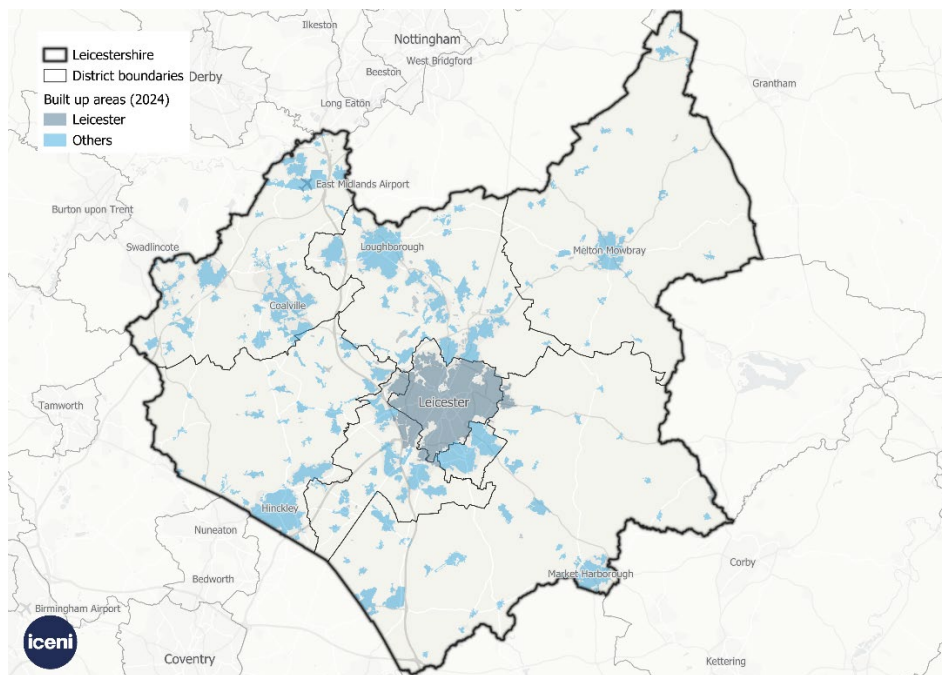 Ilkeston
Nottingham
West Bridgford
Beeston
Leicestershire
District boundaries
Derby
Built up areas (2024)
Leicester
Others
Long Eaton
Grantham
East Midlands Airport
Burton upon Trent
Swadlincote
Loughborough
Melton Mowbray
Coalville
Tamworth
Leicester
Hinckley
Nuneaton
Market Harborough
Corby
Bedworth
Birmingham Airport
iceni
Coventry
Kettering